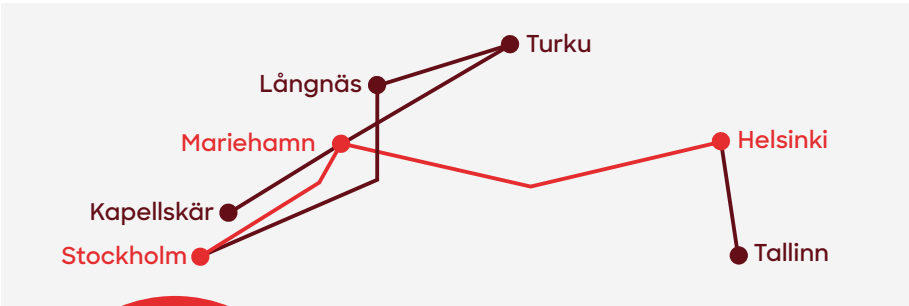 Turku
Långnäs
Mariehamn
Helsinki
Kapellskär
Stockholm
Tallinn